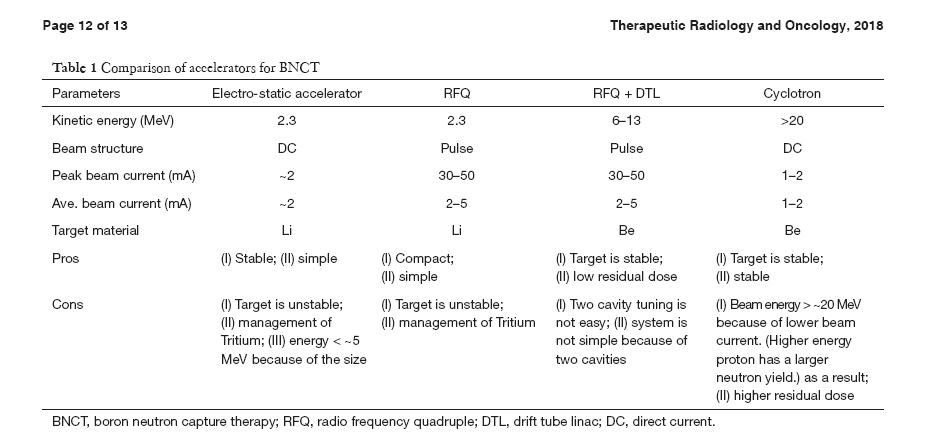 Page 12 of 13 Therapeutic Radiology and Oncology, 2018
Table 1 Comparison of accelerators for BNCT
Parameters Electro-static accelerator RFQ RFQ + DTL Cyclotron
Kinetic energy (MeV) 2.3 2.3 6–13 >20
Beam structure DC Pulse Pulse DC
Peak beam current (mA) ~2 30–50 30–50 1–2
Ave. beam current (mA) ~2 2–5 2–5 1–2
Target material Li Li Be Be
Pros (I) Stable; (II) simple (I) Compact; (I) Target is stable; (I) Target is stable;
(II) simple (II) low residual dose (II) stable
Cons (I) Target is unstable; (I) Target is unstable; (I) Two cavity tuning is (I) Beam energy > ~20 MeV
(II) management of (II) management of Tritium not easy; (II) system is because of lower beam
Tritium; (III) energy < ~5 not simple because of current. (Higher energy
MeV because of the size two cavities proton has a larger
neutron yield.) as a result;
(II) higher residual dose
BNCT, boron neutron capture therapy; RFQ, radio frequency quadruple; DTL, drift tube linac; DC, direct current.